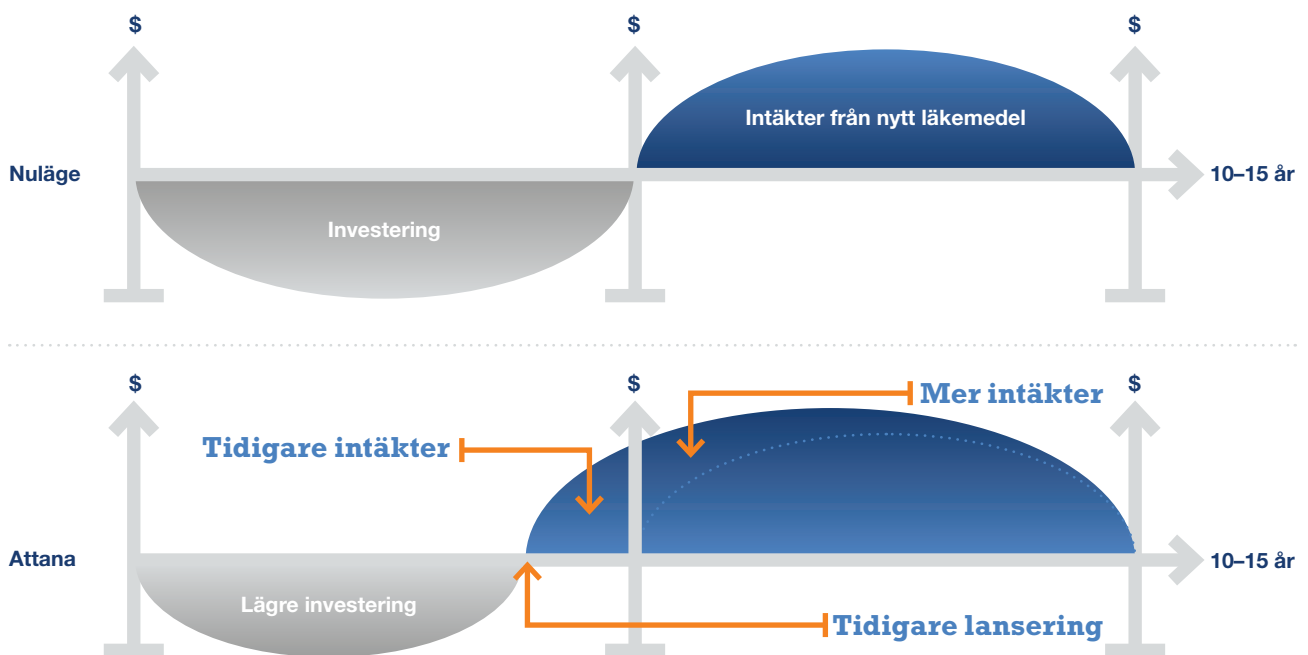 $ $ $
Intäkter från nytt läkemedel
Nuläge
10–15 år
Investering
$ $ $
Mer intäkter
Tidigare intäkter
Attana
10–15 år
Lägre investering
Tidigare lansering